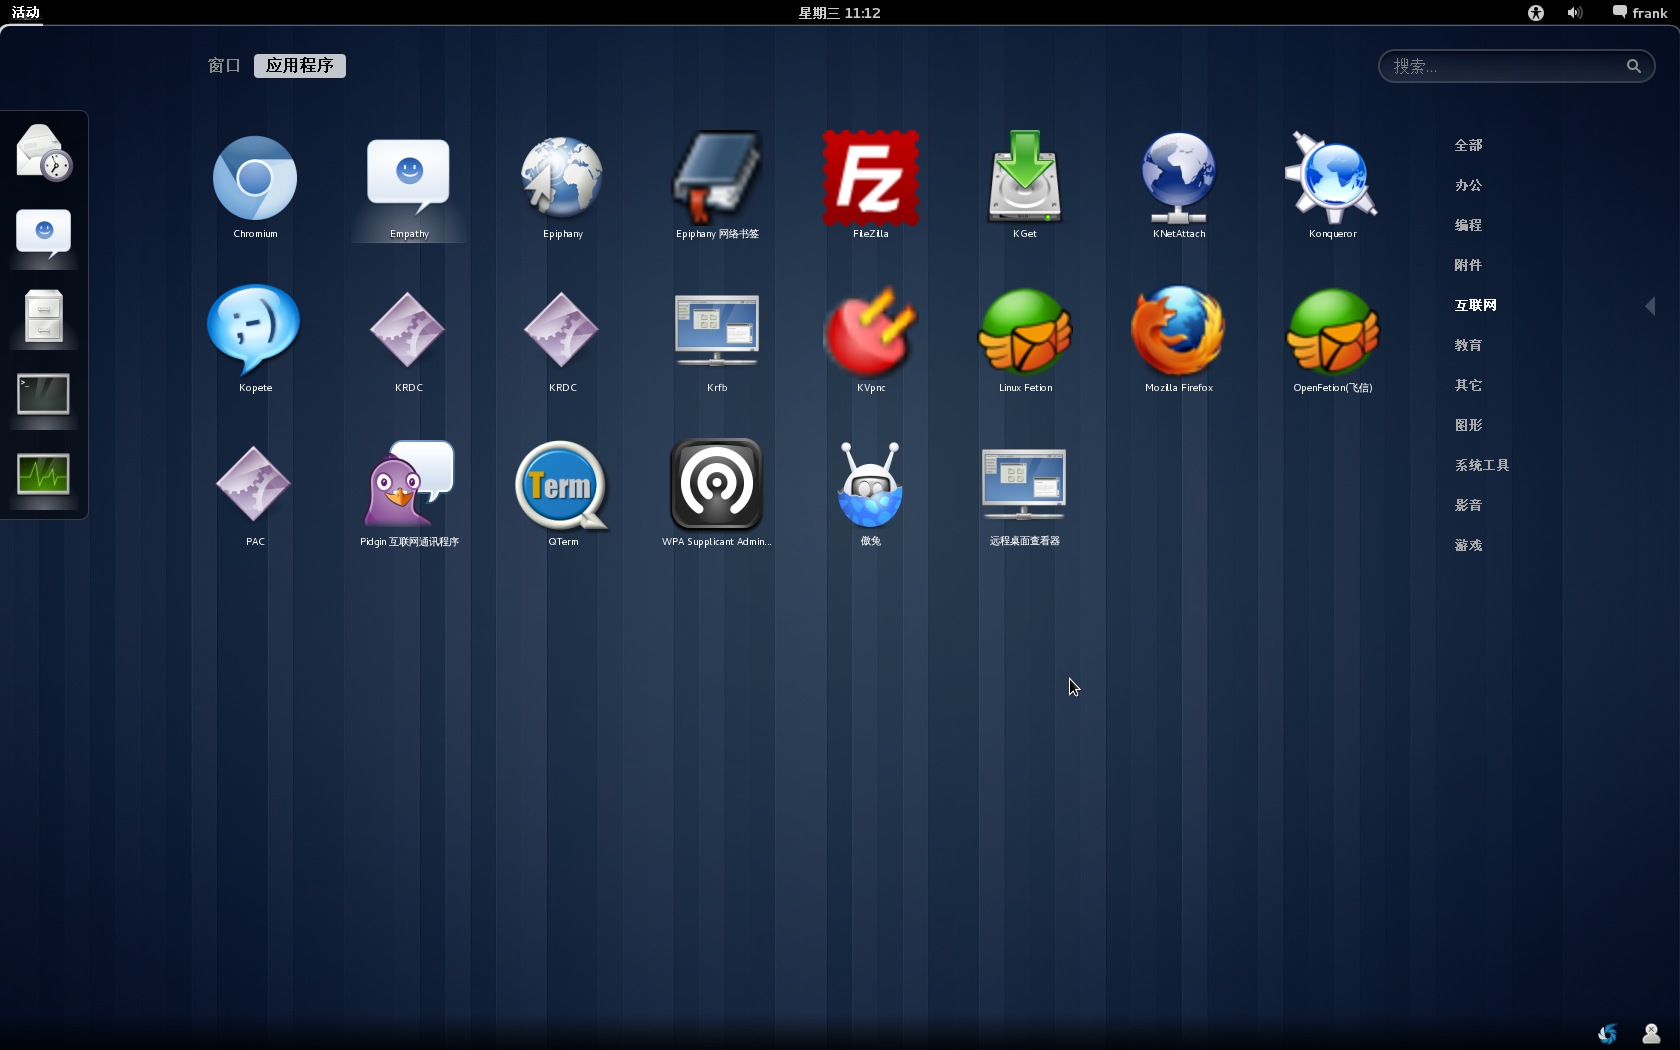 活动
星期三 11:12
frank
窗口
应用程序
搜索...
Chromium
Empathy
Epiphany
Epiphany 网络书签
FileZilla
KGet
KNetAttach
Konqueror
Kopete
KRDC
KRDC
Krfb
KVpnc
Linux Fetion
Mozilla Firefox
OpenFetion(飞信)
PAC
Pidgin 互联网通讯程序
Term
QTerm
WPA Supplicant Admin...
傲兔
远程桌面查看器
全部
办公
编程
附件
互联网
教育
其它
图形
系统工具
影音
游戏